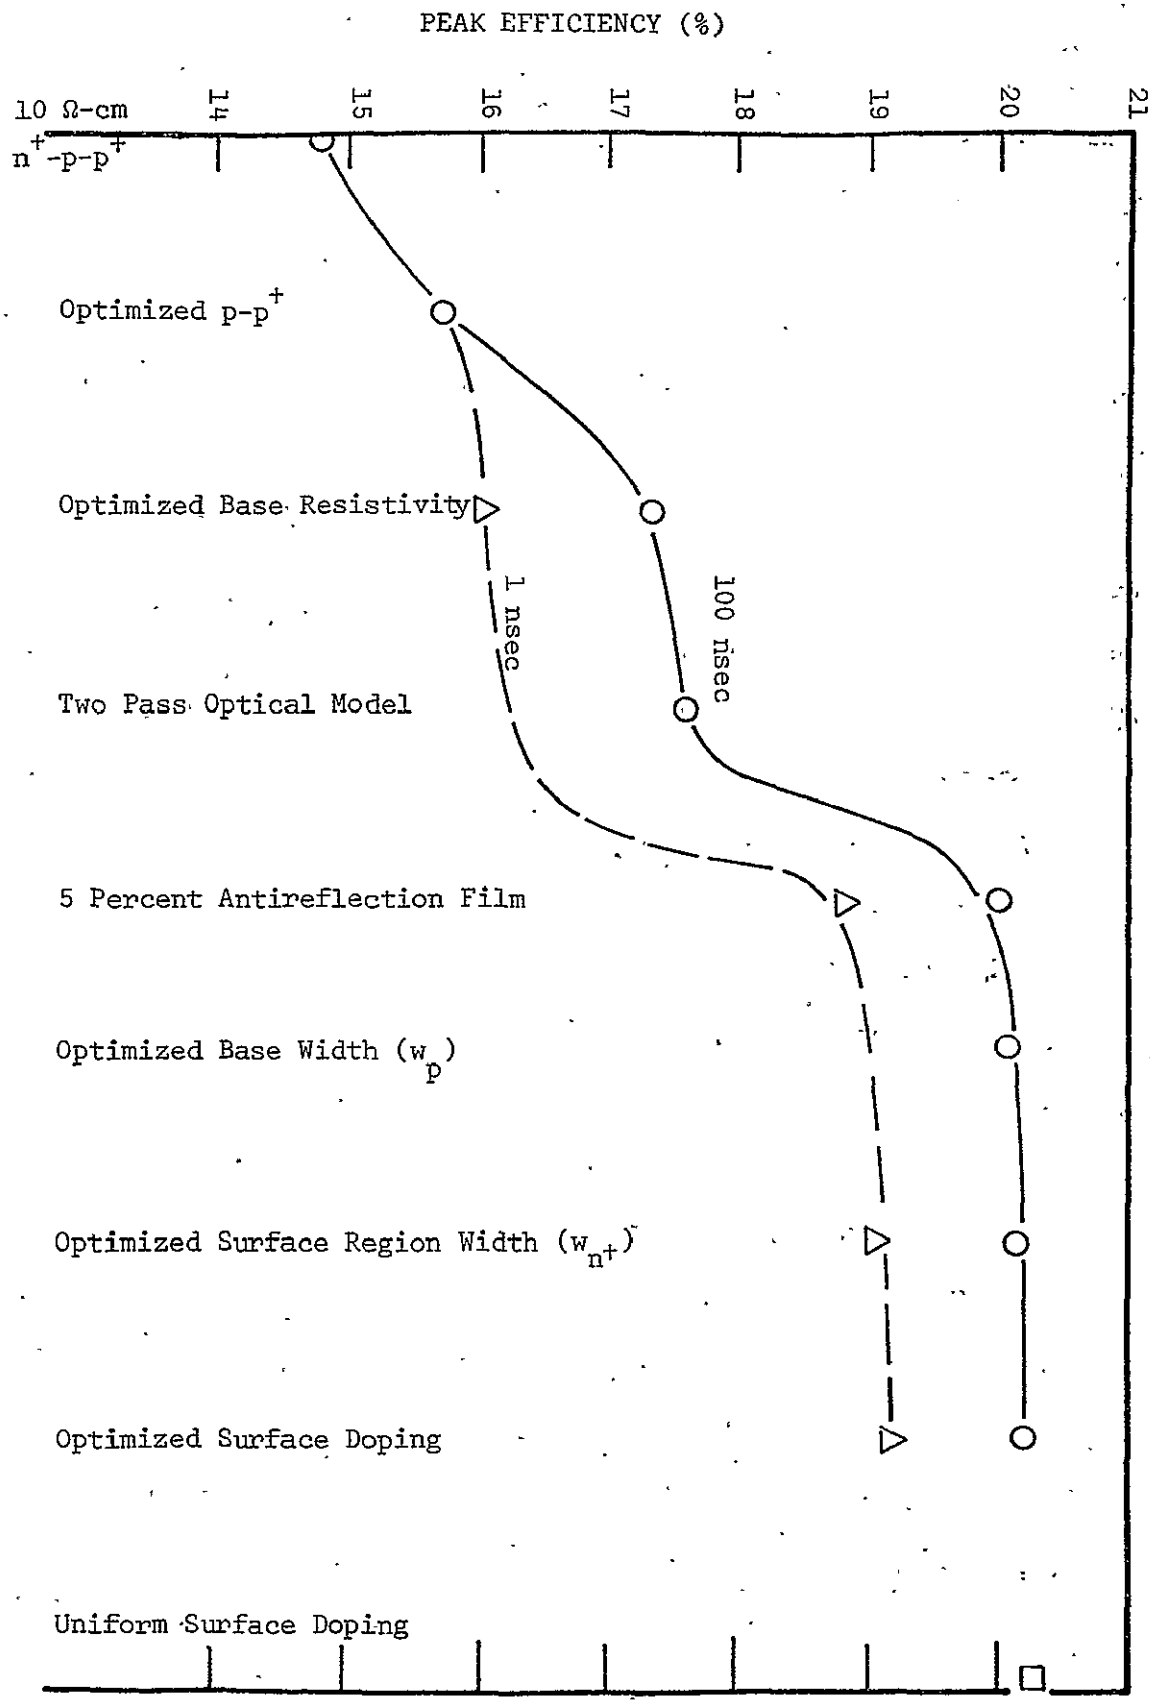 PEAK EFFICIENCY (%)
14 15 16 17 18 19 20 21
10 Ω-cm
n⁺-p-p⁺
Optimized p-p⁺
Optimized Base Resistivity
1 nsec
100 nsec
Two Pass Optical Model
5 Percent Antireflection Film
Optimized Base Width (wₚ)
Optimized Surface Region Width (wₙ₊)
Optimized Surface Doping
Uniform Surface Doping